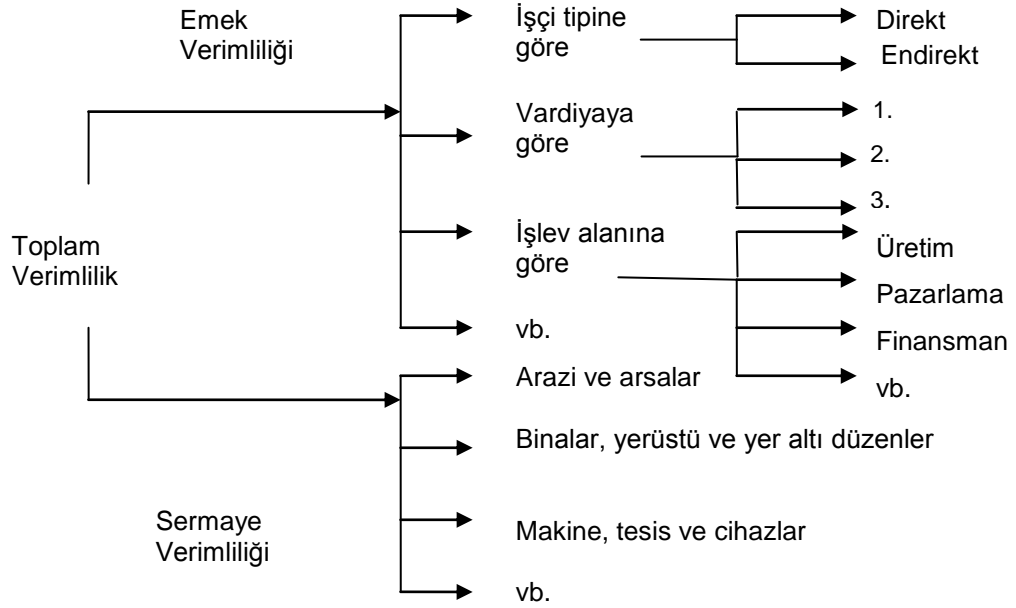 Emek
Verimliliği
İşçi tipine
göre
Direkt
Endirekt
Vardiyaya
göre
1.
2.
3.
Toplam
Verimlilik
İşlev alanına
göre
Üretim
Pazarlama
Finansman
vb.
vb.
Arazi ve arsalar
Binalar, yerüstü ve yer altı düzenler
Sermaye
Verimliliği
Makine, tesis ve cihazlar
vb.